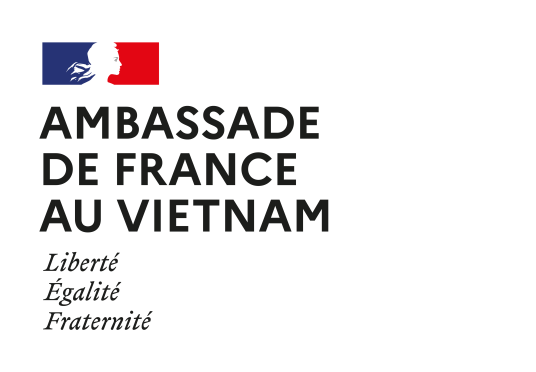 AMBASSADE
DE FRANCE
AU VIETNAM
Liberté
Égalité
Fraternité